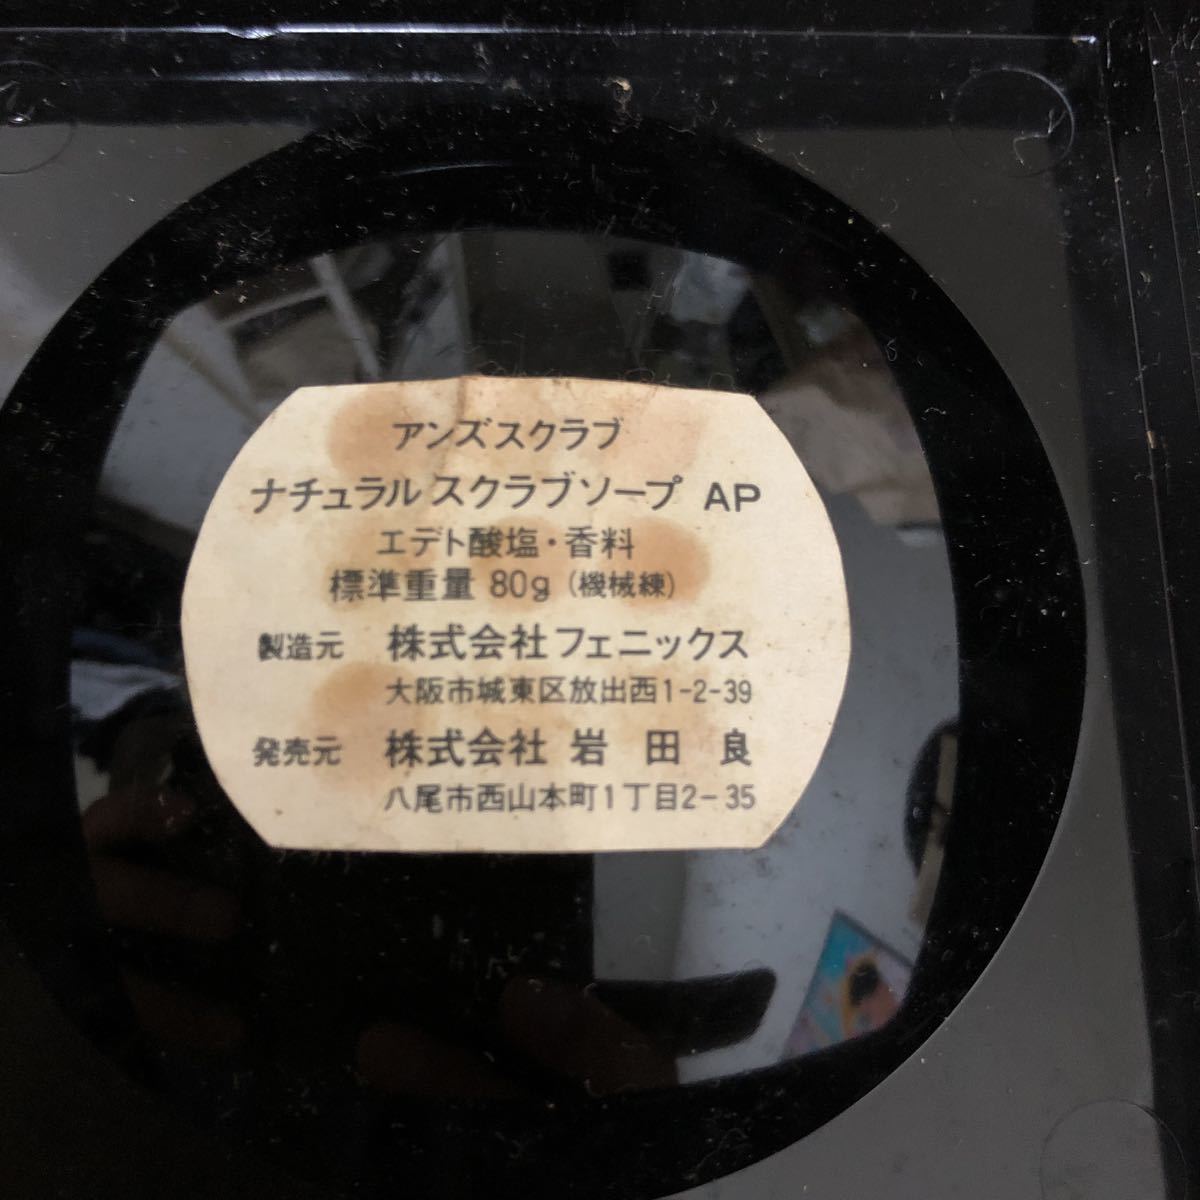 アンズスクラブ
ナチュラル スクラブソープ AP
エデト酸塩・香料
標準重量 80g (機械練)
製造元 株式会社フェニックス
大阪市城東区放出西1-2-39
発売元 株式会社 岩田良
八尾市西山本町1丁目2-35